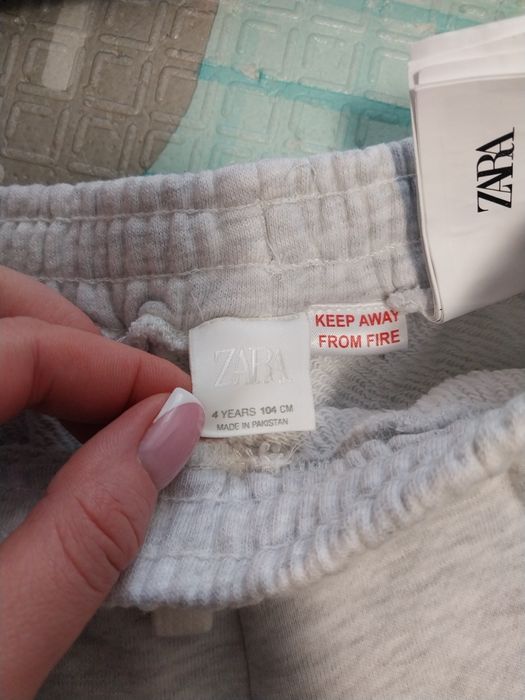 ZARA
KEEP AWAY
FROM FIRE
ZARA
4 YEARS 104 CM
MADE IN PAKISTAN